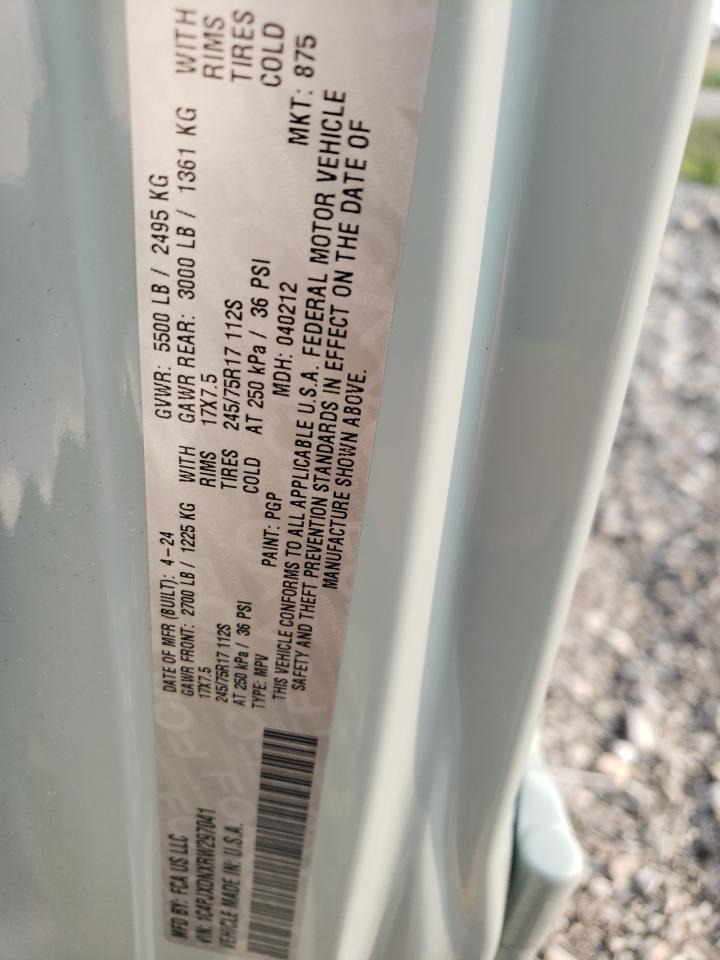 MFD BY: FCA US LLC
DATE OF MFR (BUILT): 4-24
GVWR: 5500 LB / 2495 KG
GAWR FRONT: 2700 LB / 1225 KG WITH
17X7.5 RIMS
245/75R17 112S TIRES
AT 250 kPa / 36 PSI COLD
GAWR REAR: 3000 LB / 1361 KG WITH
17X7.5 RIMS
245/75R17 112S TIRES
AT 250 kPa / 36 PSI COLD
VIN: 1C4PJXDNXRW297041
TYPE: MPV
PAINT: PGP
MDH: 040212
MKT: 875
VEHICLE MADE IN: U.S.A.
THIS VEHICLE CONFORMS TO ALL APPLICABLE U.S.A. FEDERAL MOTOR VEHICLE
SAFETY AND THEFT PREVENTION STANDARDS IN EFFECT ON THE DATE OF
MANUFACTURE SHOWN ABOVE.